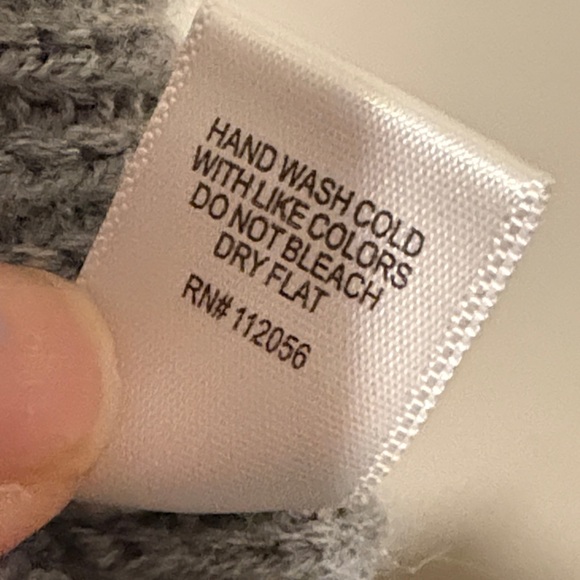 HAND WASH COLD
WITH LIKE COLORS
DO NOT BLEACH
DRY FLAT
RN# 112056